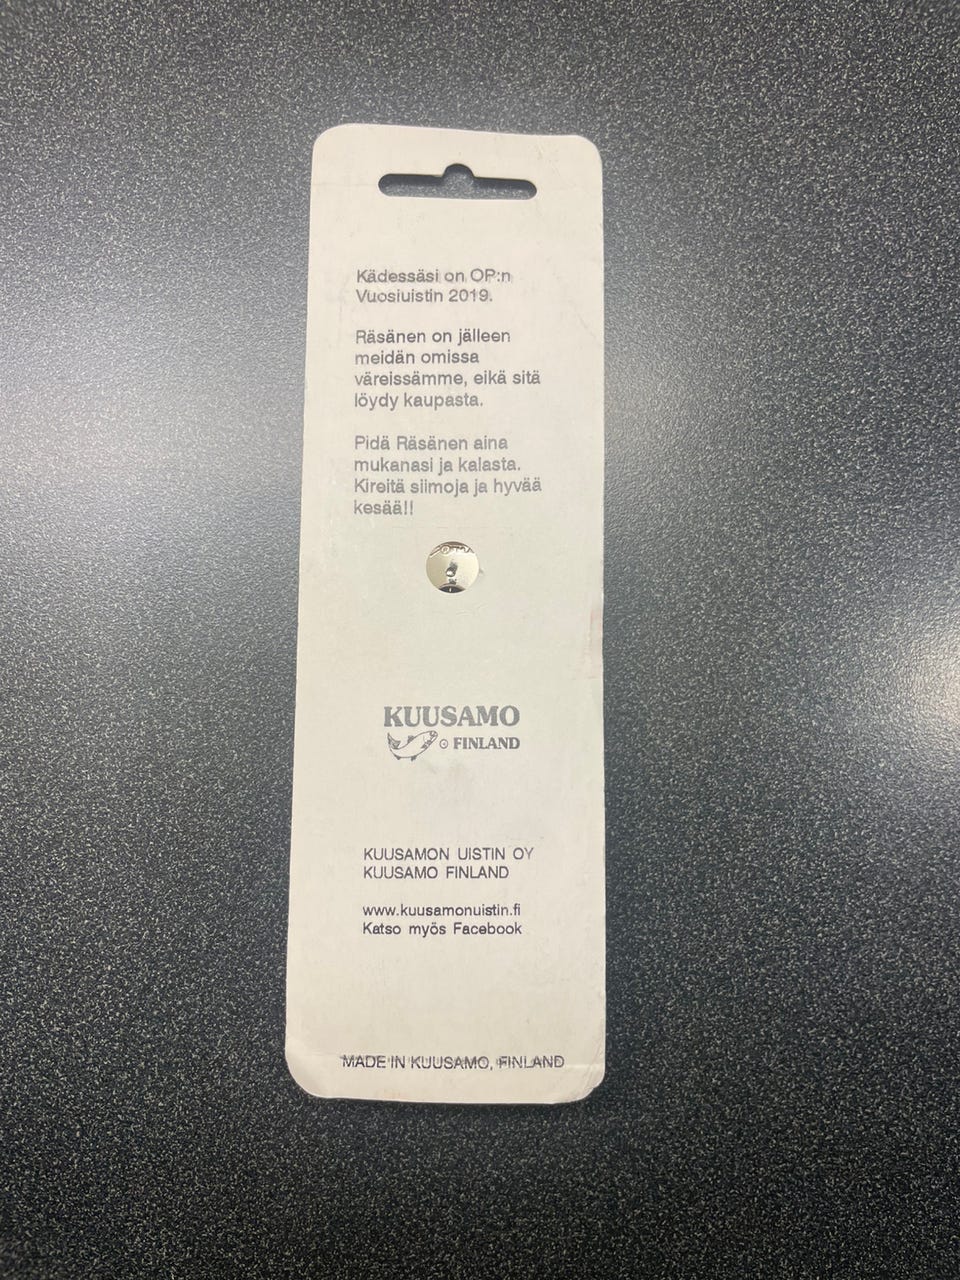 Kädessäsi on OP:n
Vuosiuistin 2019.
Räsänen on jälleen
meidän omissa
väreissämme, eikä sitä
löydy kaupasta.
Pidä Räsänen aina
mukanasi ja kalasta.
Kireitä siimoja ja hyvää
kesää!!
KUUSAMO
FINLAND
KUUSAMON UISTIN OY
KUUSAMO FINLAND
www.kuusamonuistin.fi
Katso myös Facebook
MADE IN KUUSAMO, FINLAND